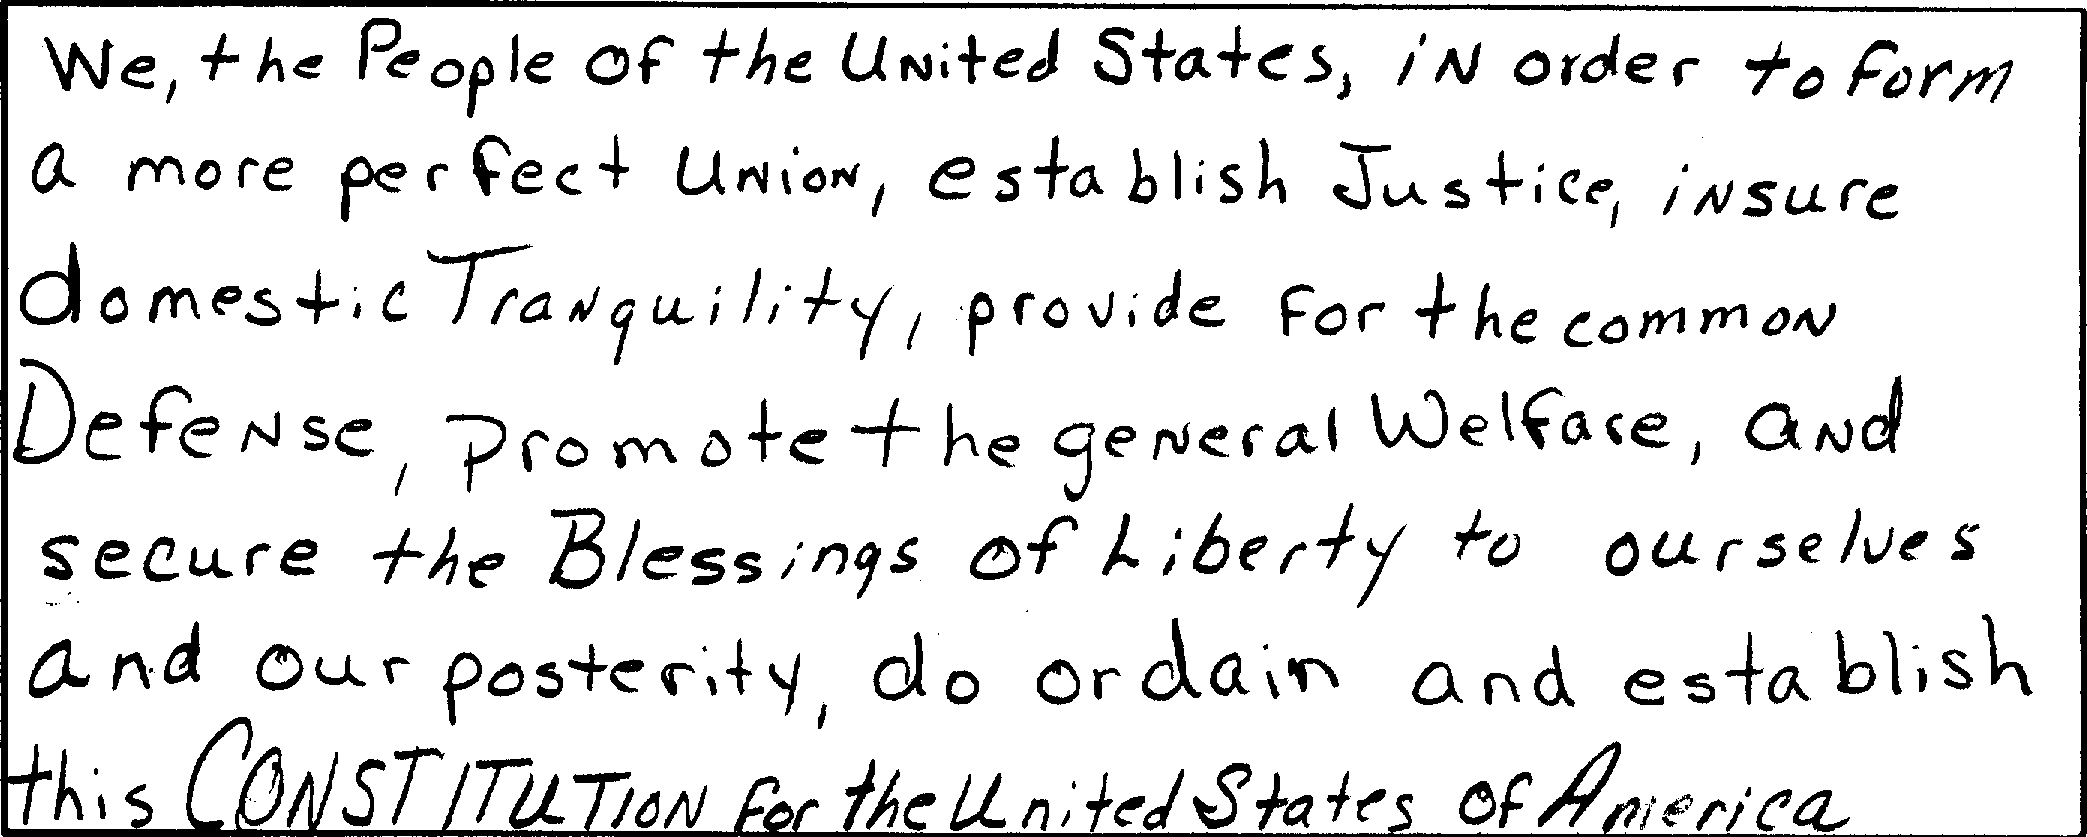 We, the People of the United States, in order to form
a more perfect Union, establish Justice, insure
domestic Tranquility, provide for the common
Defense, promote the general Welfare, and
secure the Blessings of Liberty to ourselves
and our posterity, do ordain and establish
this CONSTITUTION for the United States of America